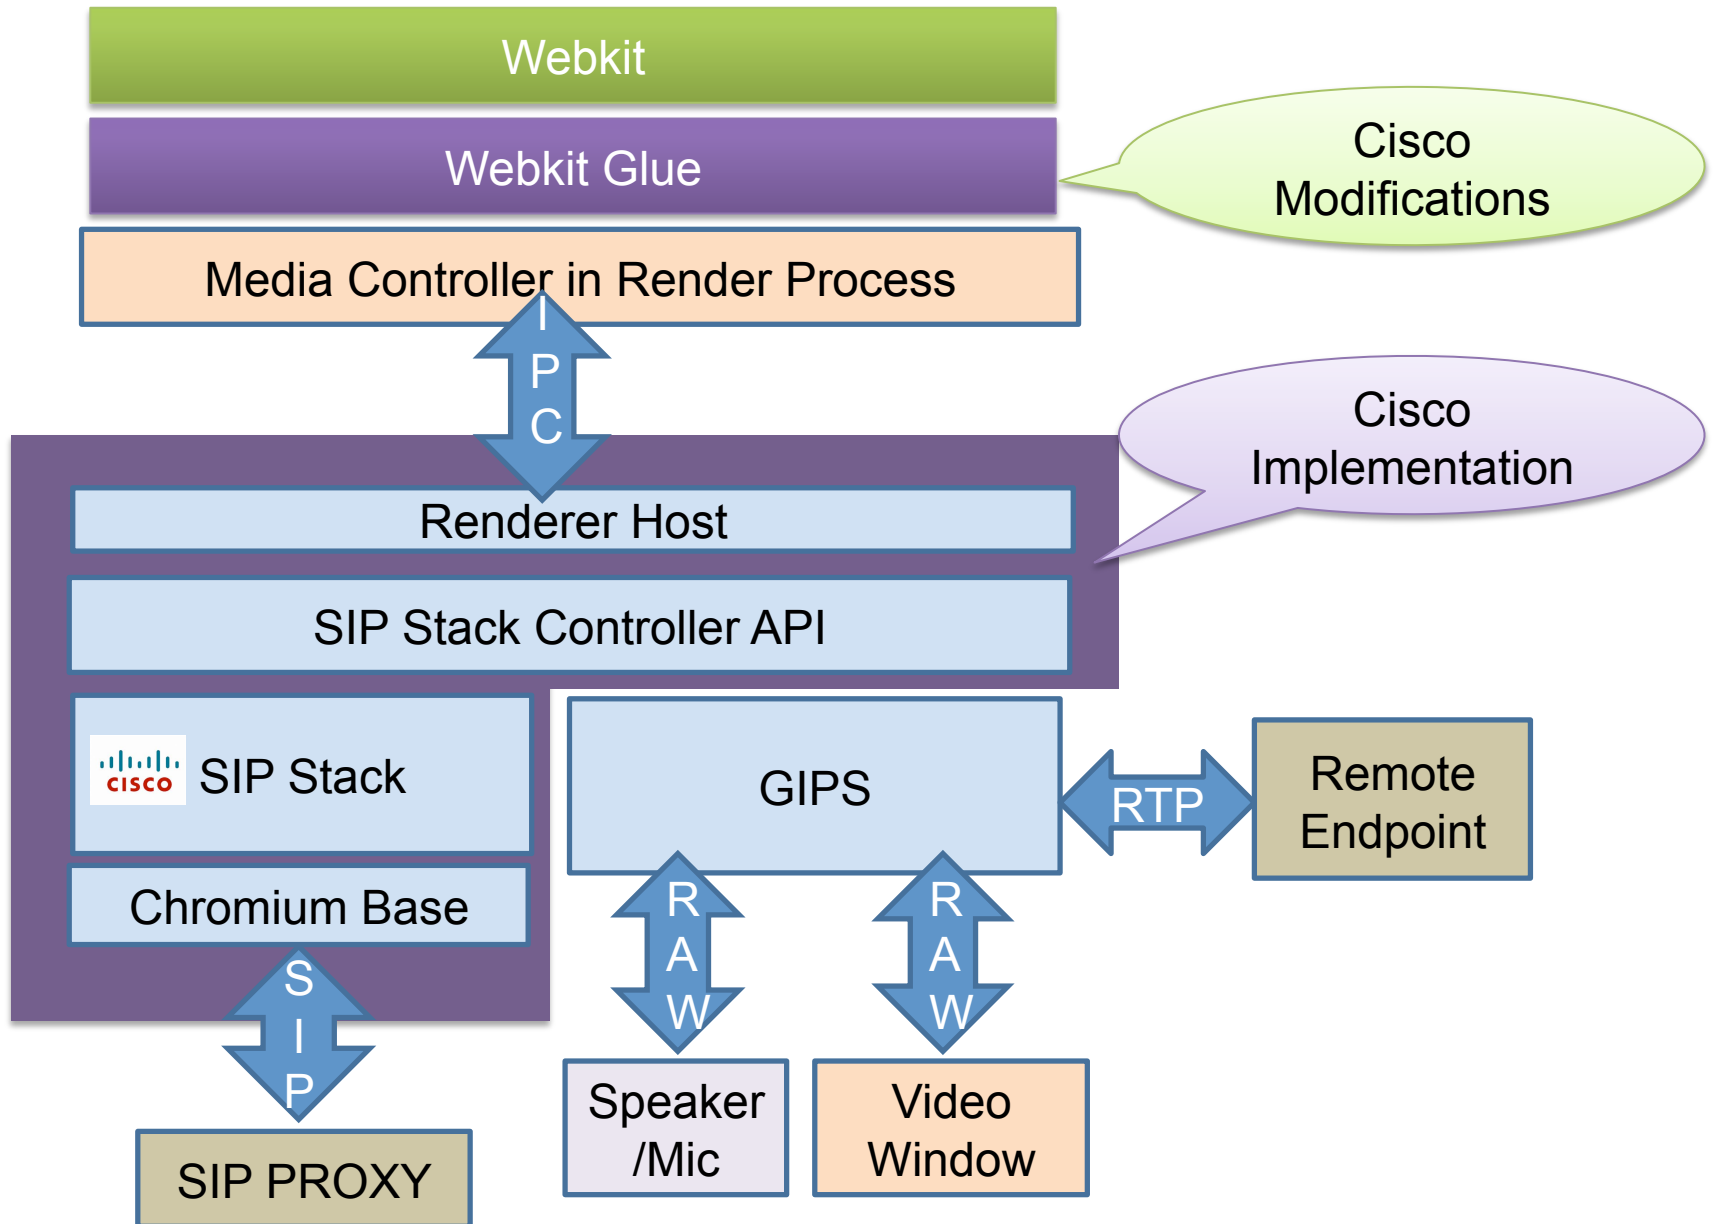 Webkit
Webkit Glue
Cisco
Modifications
Media Controller in Render Process
I
P
C
Cisco
Implementation
Renderer Host
SIP Stack Controller API
CISCO
SIP Stack
GIPS
RTP
Remote
Endpoint
Chromium Base
R
A
W
R
A
W
S
I
P
Speaker
/Mic
Video
Window
SIP PROXY